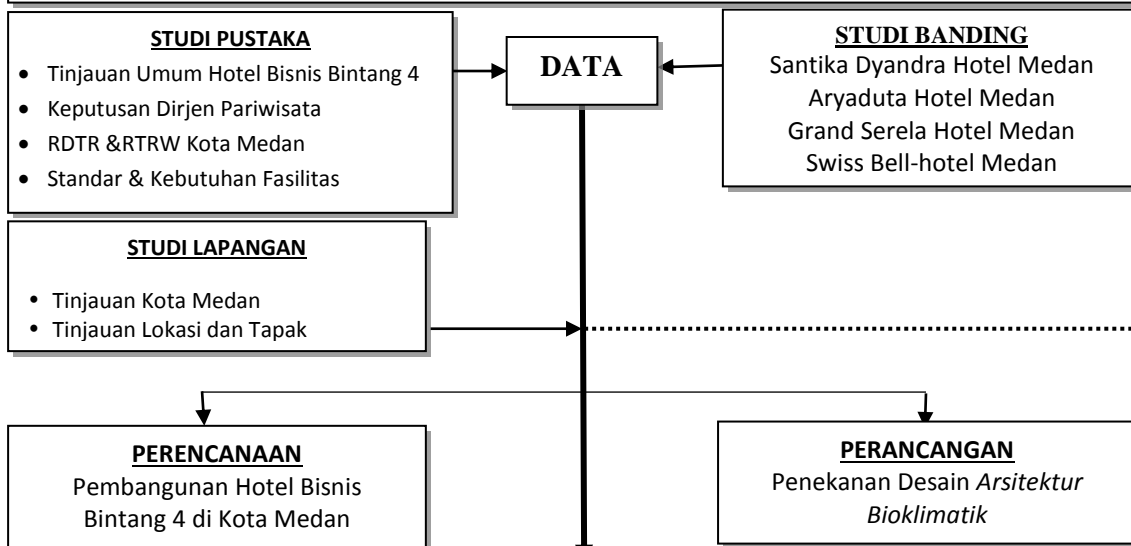 STUDI PUSTAKA
• Tinjauan Umum Hotel Bisnis Bintang 4
• Keputusan Dirjen Pariwisata
• RDTR &RTRW Kota Medan
• Standar & Kebutuhan Fasilitas
DATA
STUDI BANDING
Santika Dyandra Hotel Medan
Aryaduta Hotel Medan
Grand Serela Hotel Medan
Swiss Bell-hotel Medan
STUDI LAPANGAN
• Tinjauan Kota Medan
• Tinjauan Lokasi dan Tapak
PERENCANAAN
Pembangunan Hotel Bisnis
Bintang 4 di Kota Medan
PERANCANGAN
Penekanan Desain Arsitektur
Bioklimatik